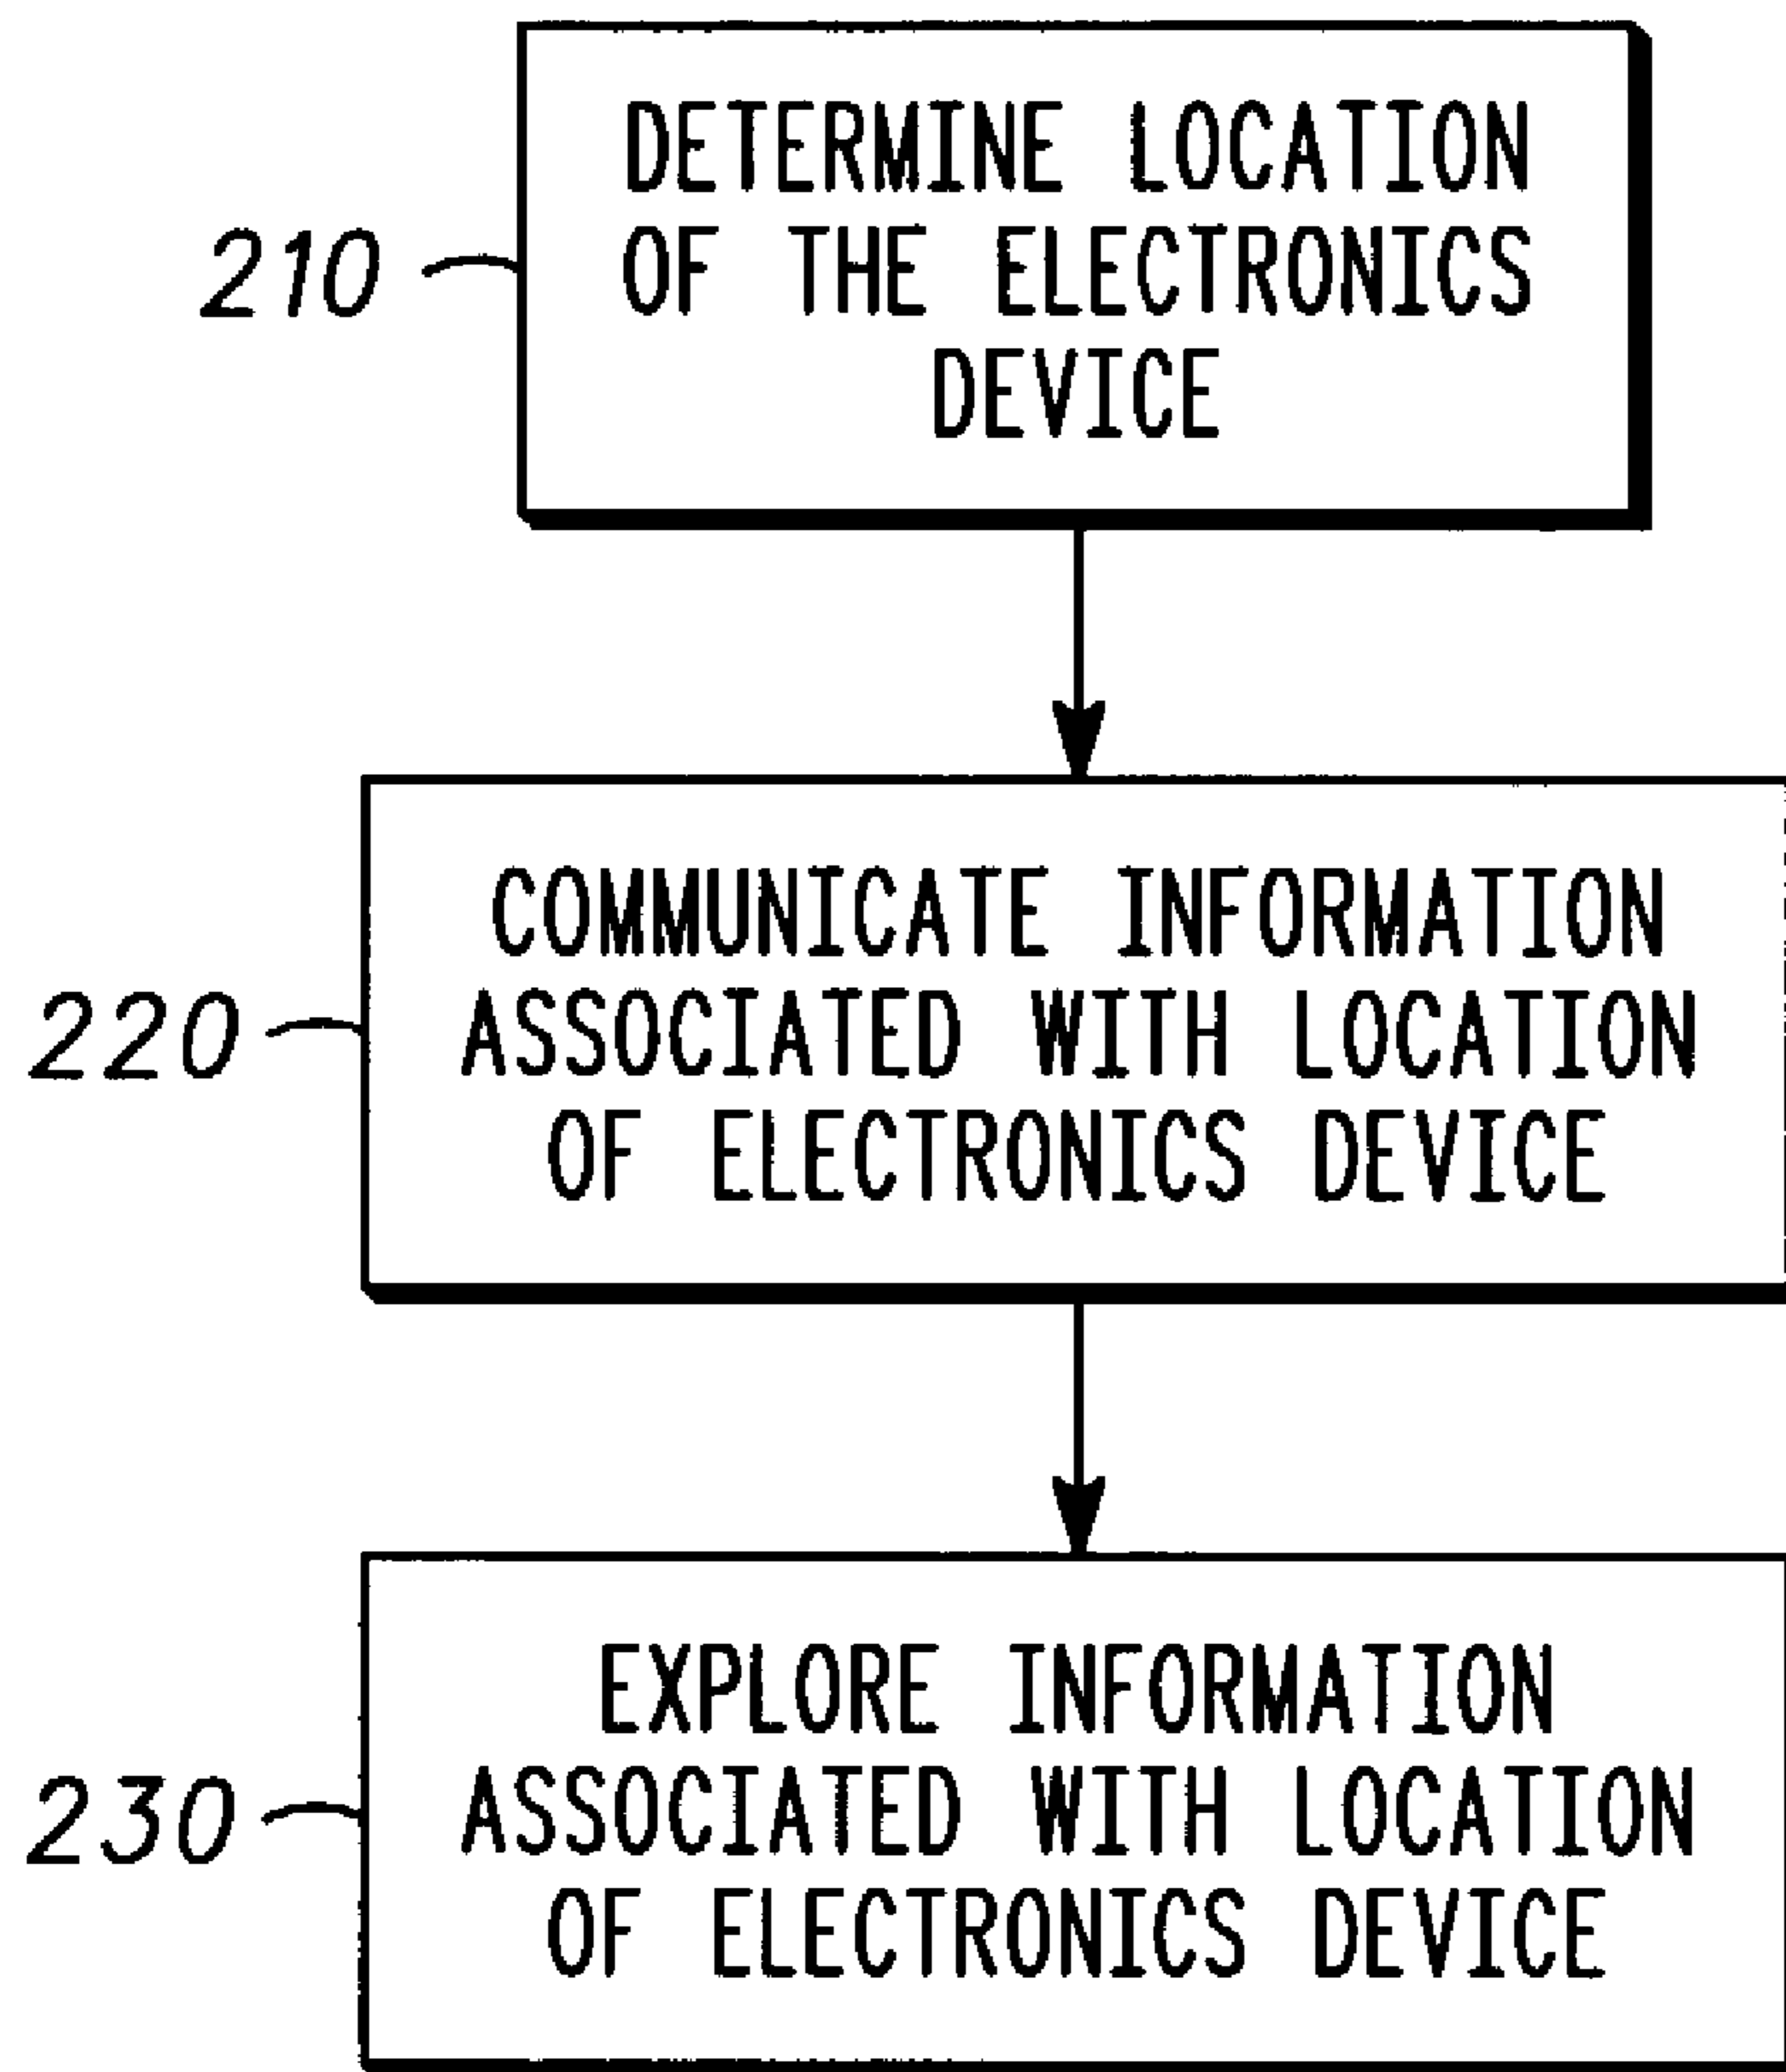 DETERMINE LOCATION
OF THE ELECTRONICS
DEVICE
210
COMMUNICATE INFORMATION
ASSOCIATED WITH LOCATION
OF ELECTRONICS DEVICE
220
EXPLORE INFORMATION
ASSOCIATED WITH LOCATION
OF ELECTRONICS DEVICE
230